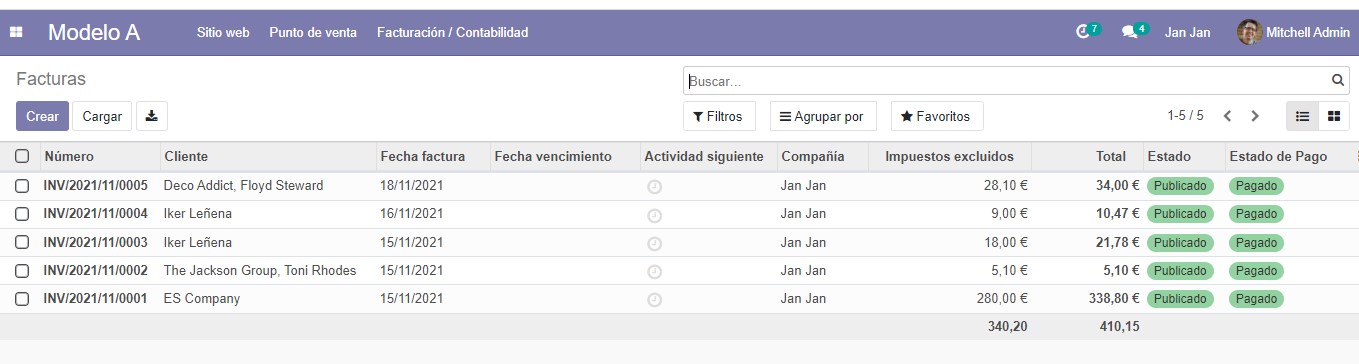 Modelo A Sitio web Punto de venta Facturación / Contabilidad 7 4 Jan Jan Mitchell Admin
Facturas Buscar...
Crear Cargar Filtros Agrupar por Favoritos 1-5 / 5
Número Cliente Fecha factura Fecha vencimiento Actividad siguiente Compañía Impuestos excluidos Total Estado Estado de Pago
INV/2021/11/0005 Deco Addict, Floyd Steward 18/11/2021 Jan Jan 28,10 € 34,00 € Publicado Pagado
INV/2021/11/0004 Iker Leñena 16/11/2021 Jan Jan 9,00 € 10,47 € Publicado Pagado
INV/2021/11/0003 Iker Leñena 15/11/2021 Jan Jan 18,00 € 21,78 € Publicado Pagado
INV/2021/11/0002 The Jackson Group, Toni Rhodes 15/11/2021 Jan Jan 5,10 € 5,10 € Publicado Pagado
INV/2021/11/0001 ES Company 15/11/2021 Jan Jan 280,00 € 338,80 € Publicado Pagado
340,20 410,15